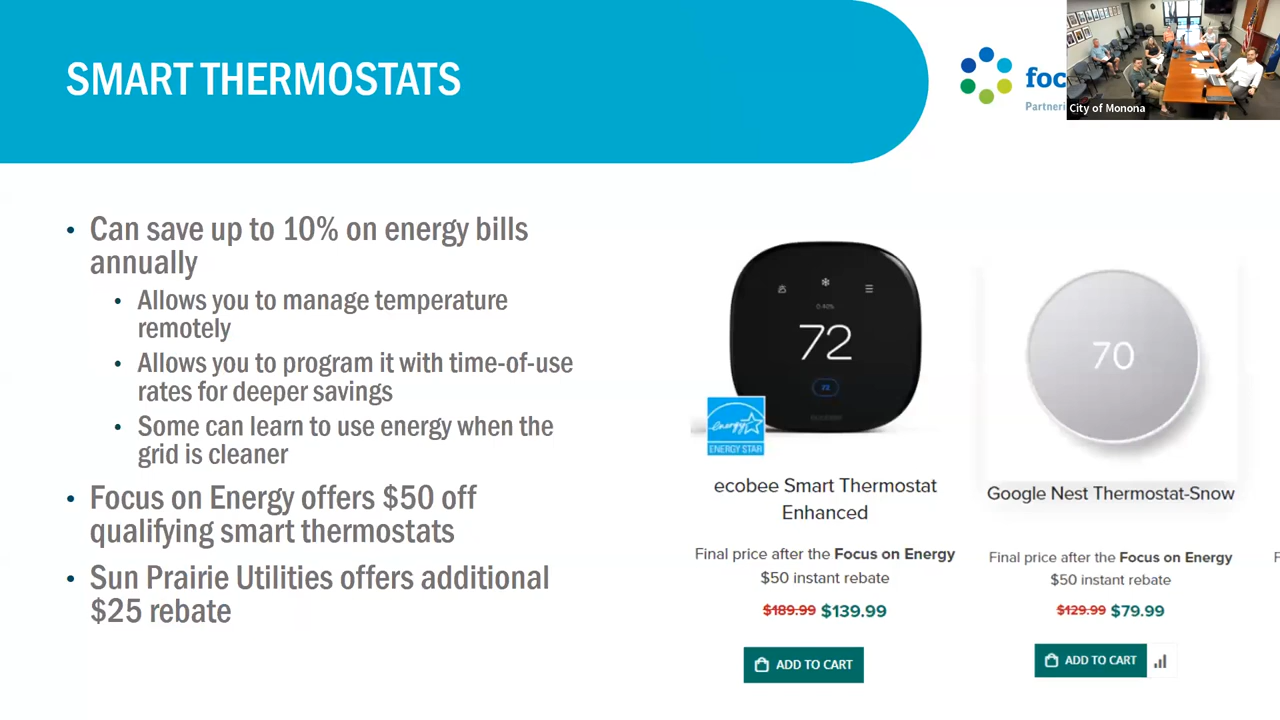 SMART THERMOSTATS
foc
Partneri
City of Monona
• Can save up to 10% on energy bills
annually
• Allows you to manage temperature
remotely
• Allows you to program it with time-of-use
rates for deeper savings
• Some can learn to use energy when the
grid is cleaner
• Focus on Energy offers $50 off
qualifying smart thermostats
• Sun Prairie Utilities offers additional
$25 rebate
72
72
energy
ENERGY STAR
ecobee Smart Thermostat
Enhanced
Final price after the Focus on Energy
$50 instant rebate
$189.99 $139.99
ADD TO CART
70
Google Nest Thermostat-Snow
Final price after the Focus on Energy
$50 instant rebate
$129.99 $79.99
ADD TO CART
F